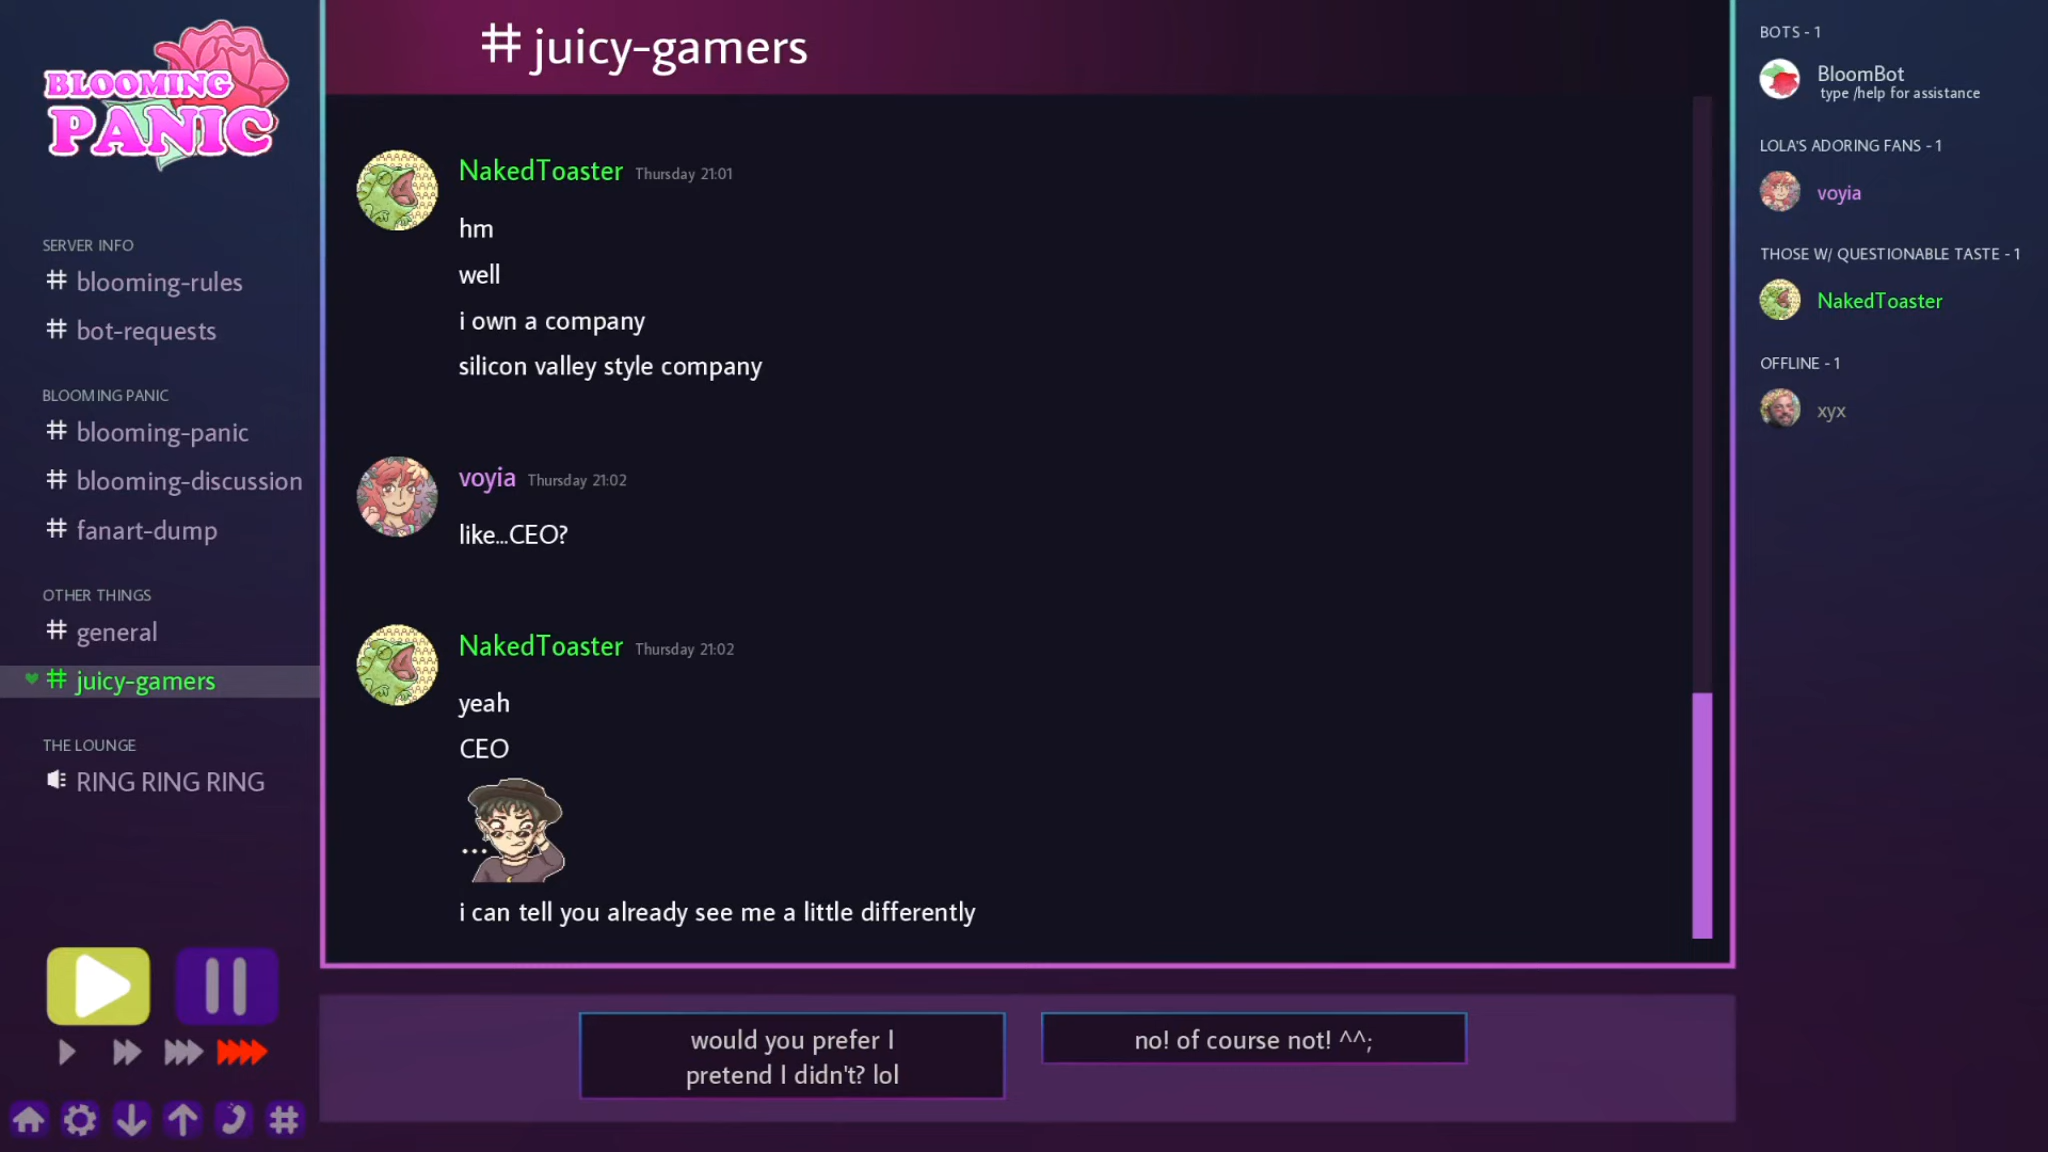 BLOOMING
PANIC
SERVER INFO
# blooming-rules
# bot-requests
BLOOMING PANIC
# blooming-panic
# blooming-discussion
# fanart-dump
OTHER THINGS
# general
# juicy-gamers
THE LOUNGE
RING RING RING
# juicy-gamers
NakedToaster Thursday 21:01
hm
well
i own a company
silicon valley style company
voyia Thursday 21:02
like...CEO?
NakedToaster Thursday 21:02
yeah
CEO
...
i can tell you already see me a little differently
would you prefer I
pretend I didn't? lol
no! of course not! ^^;
BOTS - 1
BloomBot
type /help for assistance
LOLA'S ADORING FANS - 1
voyia
THOSE W/ QUESTIONABLE TASTE - 1
NakedToaster
OFFLINE - 1
xyx